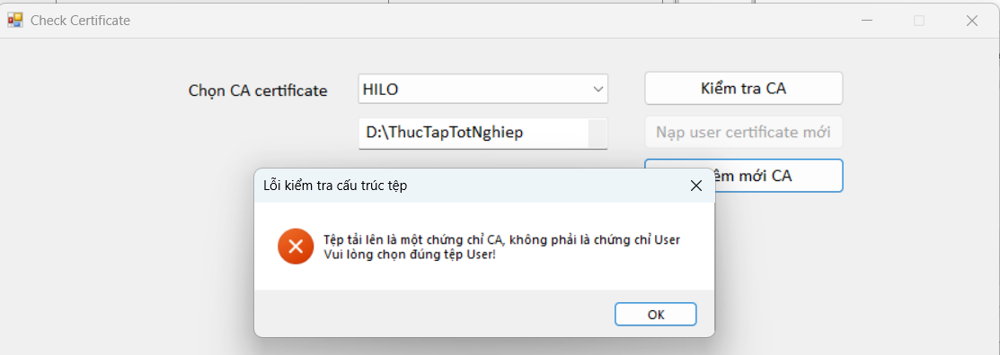 Check Certificate
Chọn CA certificate
HILO
Kiểm tra CA
D:\ThucTapTotNghiep
Nạp user certificate mới
mới CA
Lỗi kiểm tra cấu trúc tệp
Tệp tải lên là một chứng chỉ CA, không phải là chứng chỉ User
Vui lòng chọn đúng tệp User!
OK